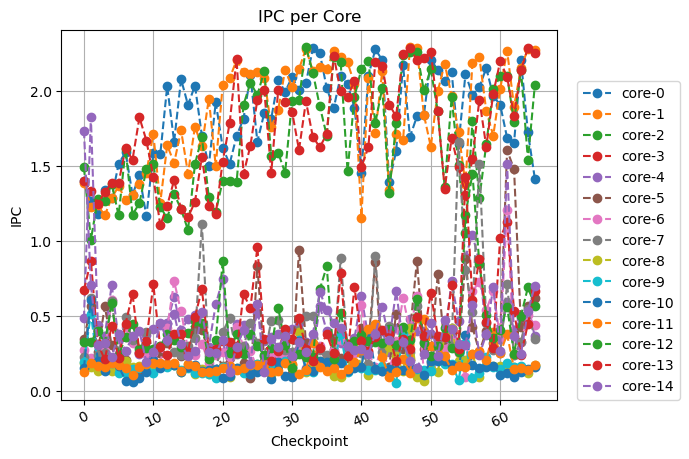 IPC per Core
IPC
2.0
1.5
1.0
0.5
0.0
0
10
20
30
40
50
60
Checkpoint
core-0
core-1
core-2
core-3
core-4
core-5
core-6
core-7
core-8
core-9
core-10
core-11
core-12
core-13
core-14